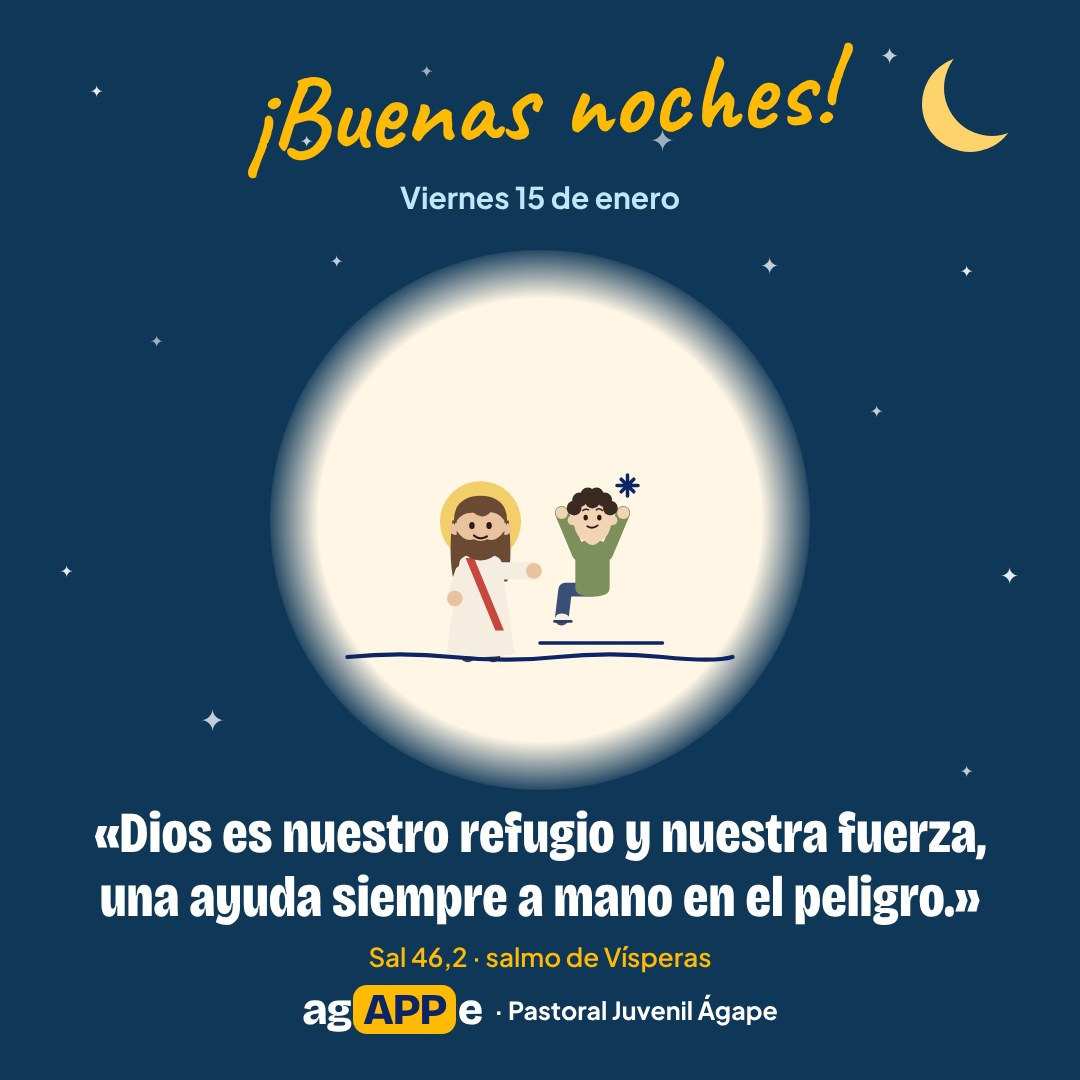 ¡Buenas noches!
Viernes 15 de enero
«Dios es nuestro refugio y nuestra fuerza,
una ayuda siempre a mano en el peligro.»
Sal 46,2 · salmo de Vísperas
agAPPe · Pastoral Juvenil Ágape